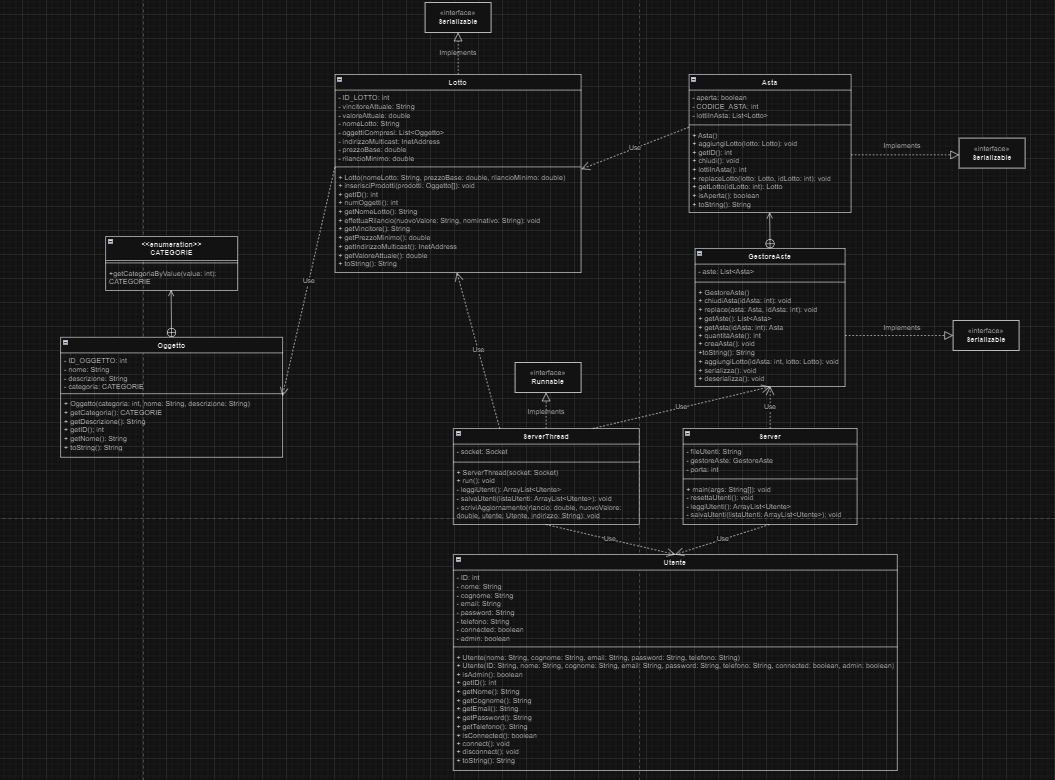 «interface»
Serializable
Implements
Lotto
- ID_LOTTO: int
- vincitoreAttuale: String
- valoreAttuale: double
- nomeLotto: String
- oggettiCompresi: List<Oggetto>
- indirizzoMulticast: InetAddress
- prezzoBase: double
- rilancioMinimo: double
+ Lotto(nomeLotto: String, prezzoBase: double, rilancioMinimo: double)
+ inserisciProdotti(prodotti: Oggetto[]): void
+ getID(): int
+ numOggetti(): int
+ getNomeLotto(): String
+ effettuaRilancio(nuovoValore: String, nominativo: String): void
+ getVincitore(): String
+ getPrezzoMinimo(): double
+ getIndirizzoMulticast(): InetAddress
+ getValoreAttuale(): double
+ toString(): String
Use
Asta
- aperta: boolean
- CODICE_ASTA: int
- lottiInAsta: List<Lotto>
+ Asta()
+ aggiungiLotto(lotto: Lotto): void
+ getID(): int
+ chiudi(): void
+ lottiInAsta(): int
+ replaceLotto(lotto: Lotto, idLotto: int): void
+ getLotto(idLotto: int): Lotto
+ isAperta(): boolean
+ toString(): String
Implements
«interface»
Serializable
<<enumeration>>
CATEGORIE
+getCategoriaByValue(value: int):
CATEGORIE
Use
GestoreAste
- aste: List<Asta>
+ GestoreAste()
+ chiudiAsta(idAsta: int): void
+ replace(asta: Asta, idAsta: int): void
+ getAste(): List<Asta>
+ getAsta(idAsta: int): Asta
+ quantitàAste(): int
+ creaAsta(): void
+toString(): String
+ aggiungiLotto(idAsta: int, lotto: Lotto): void
+ serializza(): void
+ deserializza(): void
Implements
«interface»
Serializable
Oggetto
- ID_OGGETTO: int
- nome: String
- descrizione: String
- categoria: CATEGORIE
+ Oggetto(categoria: int, nome: String, descrizione: String)
+ getCategoria(): CATEGORIE
+ getDescrizione(): String
+ getID(): int
+ getNome(): String
+ toString(): String
Use
«interface»
Runnable
Implements
Use
Use
ServerThread
- socket: Socket
+ ServerThread(socket: Socket)
+ run(): void
- leggiUtenti(): ArrayList<Utente>
- salvaUtenti(listaUtenti: ArrayList<Utente>): void
- scriviAggiornamento(rlancio: double, nuovoValore:
double, utente: Utente, indirizzo: String): void
Server
- fileUtenti: String
- gestoreAste: GestoreAste
- porta: int
+ main(args: String[]): void
- resettaUtenti(): void
- leggiUtenti(): ArrayList<Utente>
- salvaUtenti(listaUtenti: ArrayList<Utente>): void
Use
Use
Utente
- ID: int
- nome: String
- cognome: String
- email: String
- password: String
- telefono: String
- connected: boolean
- admin: boolean
+ Utente(nome: String, cognome: String, email: String, password: String, telefono: String)
+ Utente(ID: String, nome: String, cognome: String, email: String, password: String, telefono: String, connected: boolean, admin: boolean)
+ isAdmin(): boolean
+ getID(): int
+ getNome(): String
+ getCognome(): String
+ getEmail(): String
+ getPassword(): String
+ getTelefono(): String
+ isConnected(): boolean
+ connect(): void
+ disconnect(): void
+ toString(): String